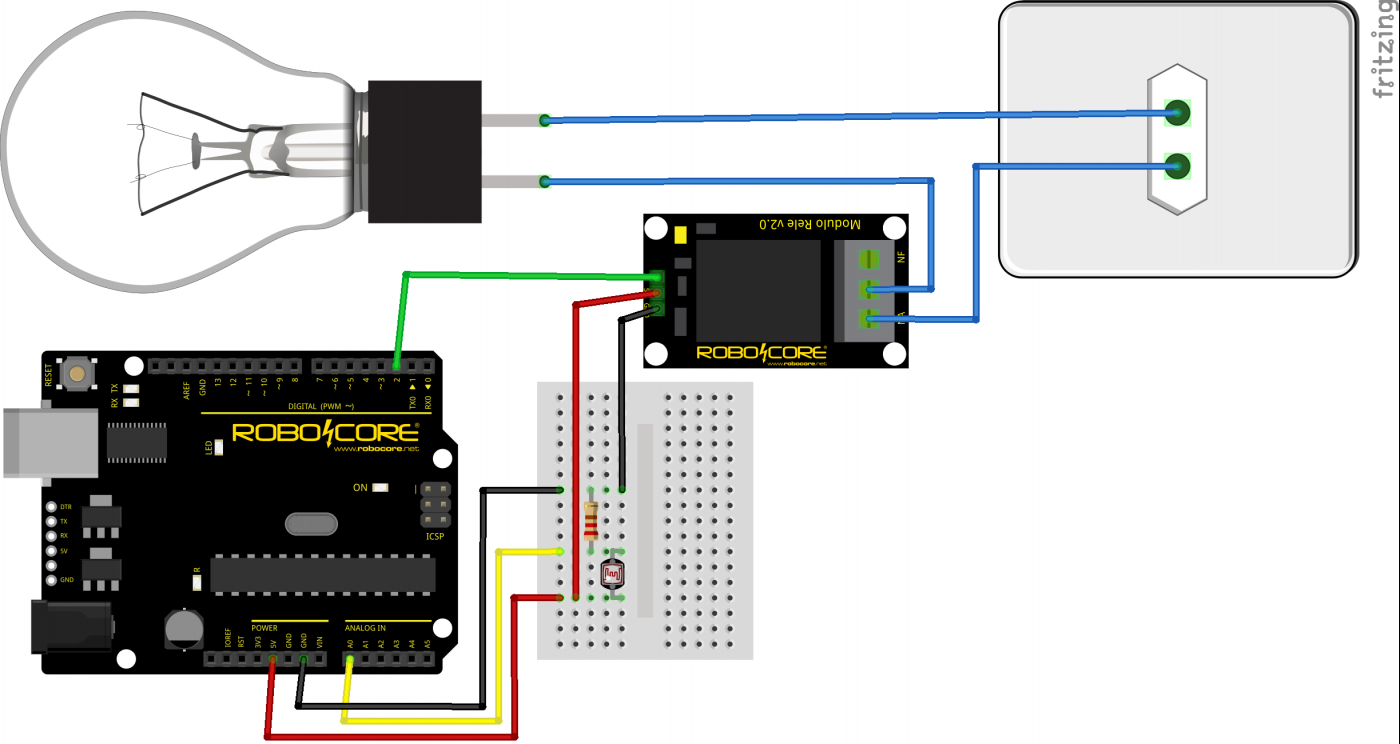 fritzing
Modulo Rele v2.0
NF
NA
ROBOCORE
www.robocore.net
RESET
TX
RX
AREF
GND
13
12
~11
~10
~9
8
7
~6
~5
4
~3
2
TX0 ▶ 1
RX0 ◀ 0
DIGITAL (PWM ~)
ROBOCORE®
www.robocore.net
LED
ON
ICSP
DTR
TX
RX
5V
GND
R
POWER
ANALOG IN
IOREF
RST
3V3
5V
GND
GND
VIN
A0
A1
A2
A3
A4
A5